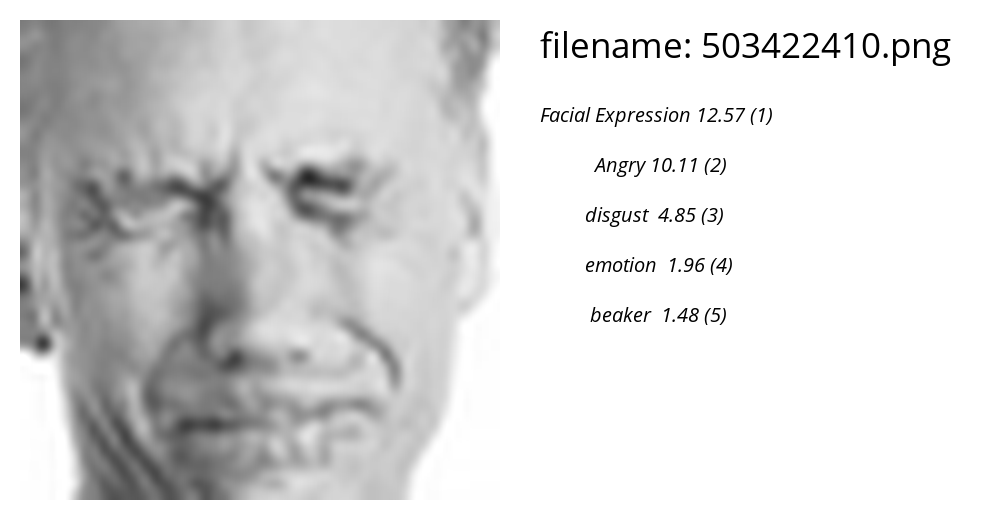 filename: 503422410.png
Facial Expression 12.57 (1)
Angry 10.11 (2)
disgust 4.85 (3)
emotion 1.96 (4)
beaker 1.48 (5)